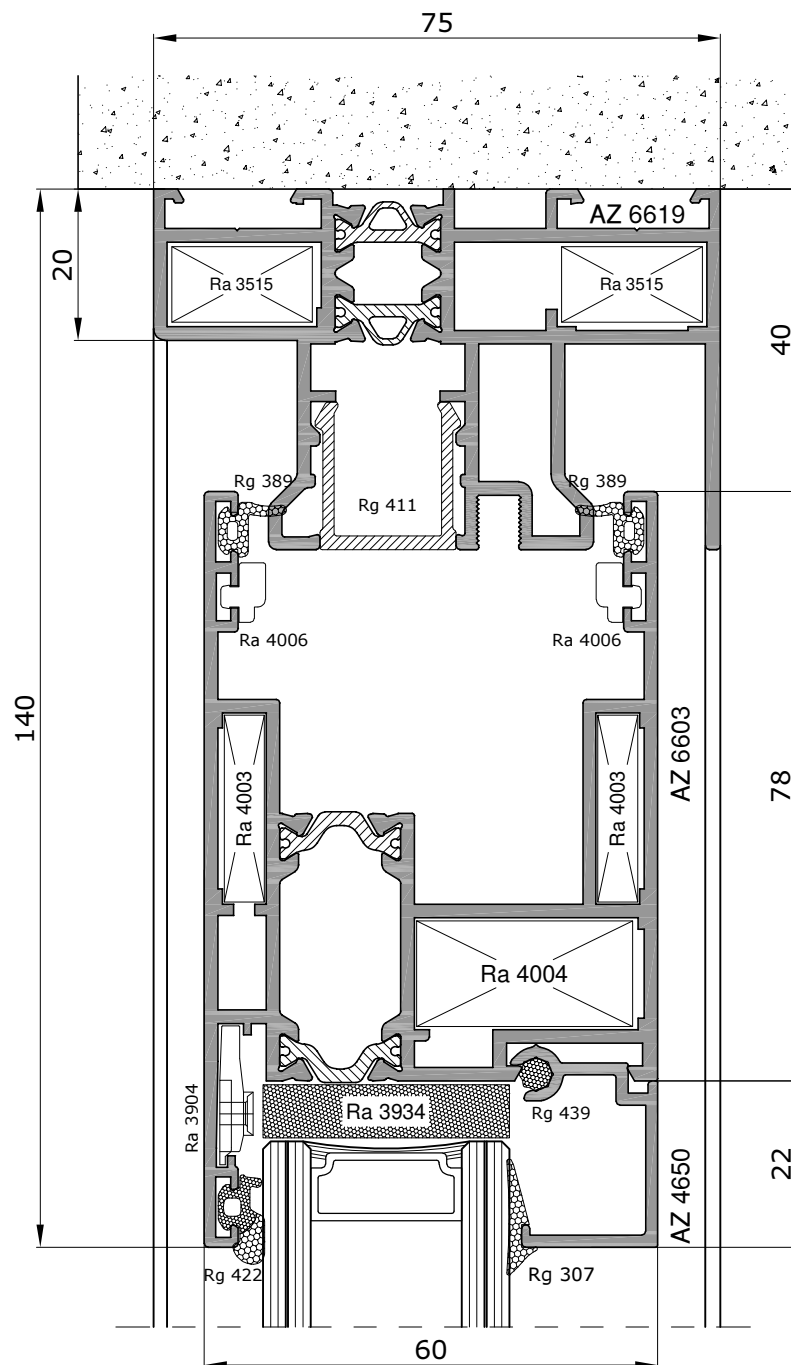 75
AZ 6619
20
Ra 3515
Ra 3515
40
Rg 389
Rg 389
Rg 411
Ra 4006
Ra 4006
140
AZ 6603
78
Ra 4003
Ra 4003
Ra 4004
Ra 3904
Ra 3934
Rg 439
AZ 4650
22
Rg 422
Rg 307
60